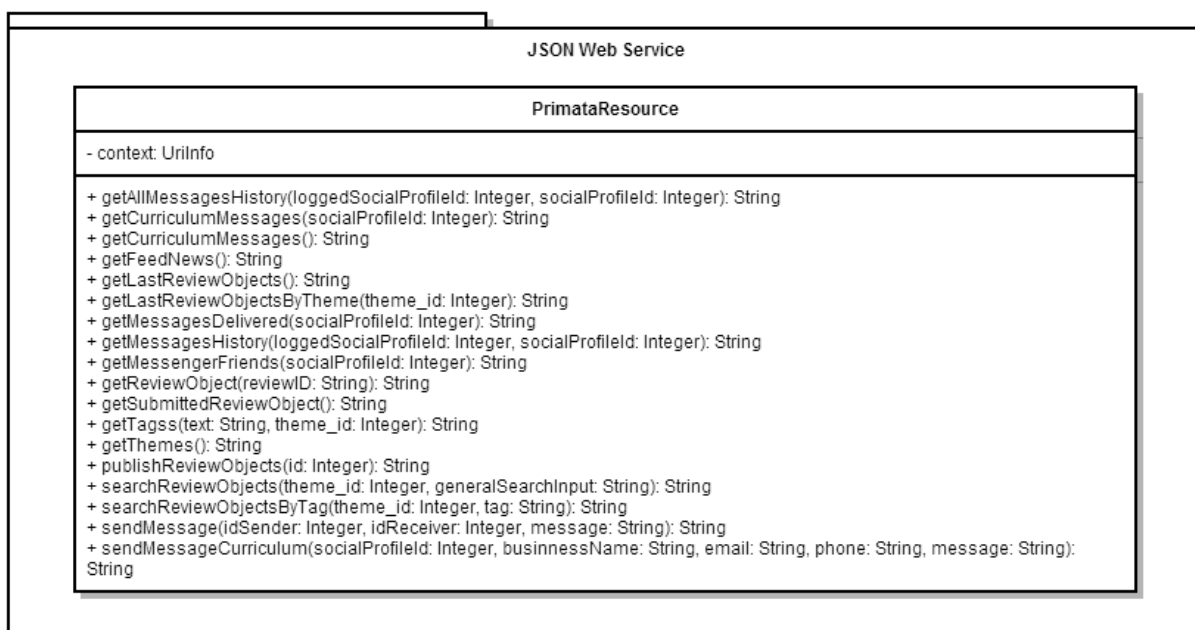 JSON Web Service
PrimataResource
- context: UriInfo
+ getAllMessagesHistory(loggedSocialProfileId: Integer, socialProfileId: Integer): String
+ getCurriculumMessages(socialProfileId: Integer): String
+ getCurriculumMessages(): String
+ getFeedNews(): String
+ getLastReviewObjects(): String
+ getLastReviewObjectsByTheme(theme_id: Integer): String
+ getMessagesDelivered(socialProfileId: Integer): String
+ getMessagesHistory(loggedSocialProfileId: Integer, socialProfileId: Integer): String
+ getMessengerFriends(socialProfileId: Integer): String
+ getReviewObject(reviewID: String): String
+ getSubmittedReviewObject(): String
+ getTagss(text: String, theme_id: Integer): String
+ getThemes(): String
+ publishReviewObjects(id: Integer): String
+ searchReviewObjects(theme_id: Integer, generalSearchInput: String): String
+ searchReviewObjectsByTag(theme_id: Integer, tag: String): String
+ sendMessage(idSender: Integer, idReceiver: Integer, message: String): String
+ sendMessageCurriculum(socialProfileId: Integer, businnessName: String, email: String, phone: String, message: String):
String